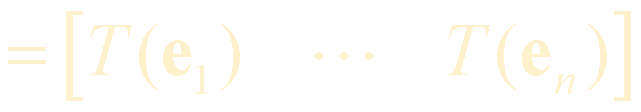 = [T(e₁) ⋯ T(eₙ)]